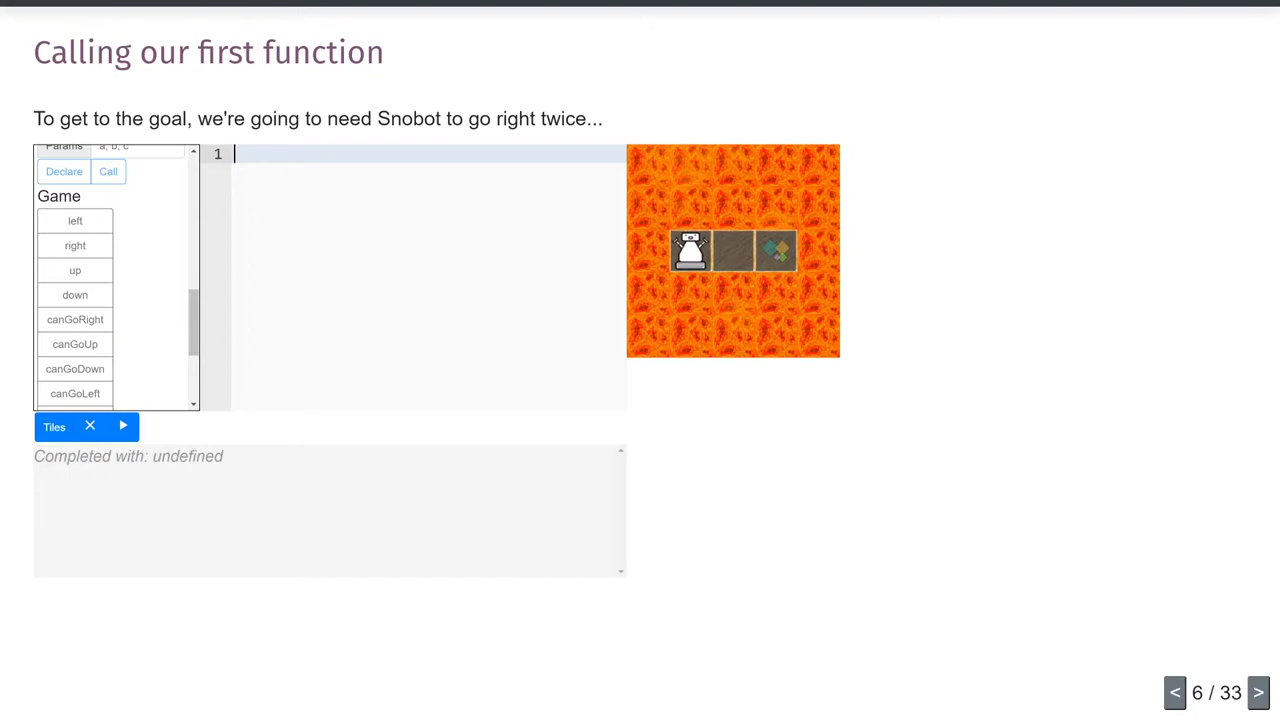 Calling our first function
To get to the goal, we're going to need Snobot to go right twice...
Params a, b, c
Declare Call
Game
left
right
up
down
canGoRight
canGoUp
canGoDown
canGoLeft
1
Tiles
Completed with: undefined
< 6 / 33 >